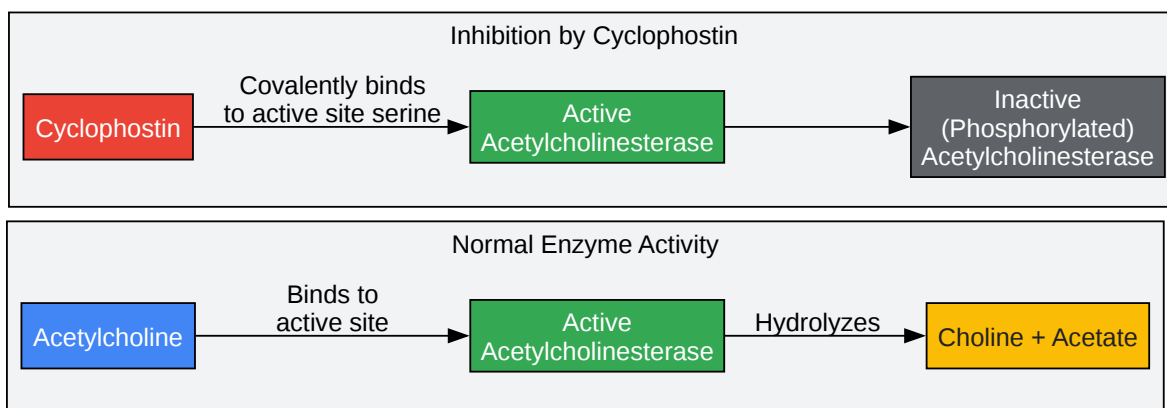 Inhibition by Cyclophostin
Covalently binds
to active site serine
Cyclophostin
Active
Acetylcholinesterase
Inactive
(Phosphorylated)
Acetylcholinesterase
Normal Enzyme Activity
Acetylcholine
Binds to
active site
Active
Acetylcholinesterase
Hydrolyzes
Choline + Acetate